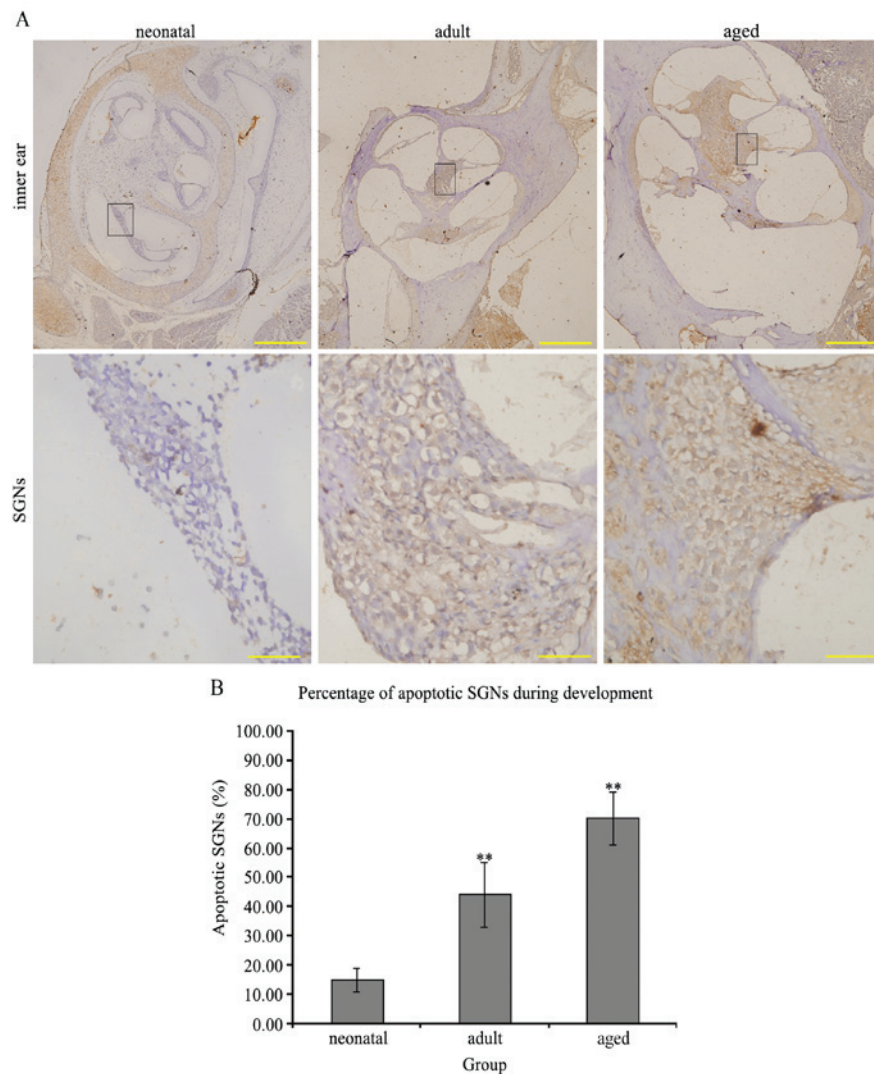 A
neonatal
adult
aged
inner ear
SGNs
B
Percentage of apoptotic SGNs during development
100.00
90.00
80.00
70.00
60.00
50.00
40.00
30.00
20.00
10.00
0.00
Apoptotic SGNs (%)
**
**
neonatal
adult
aged
Group